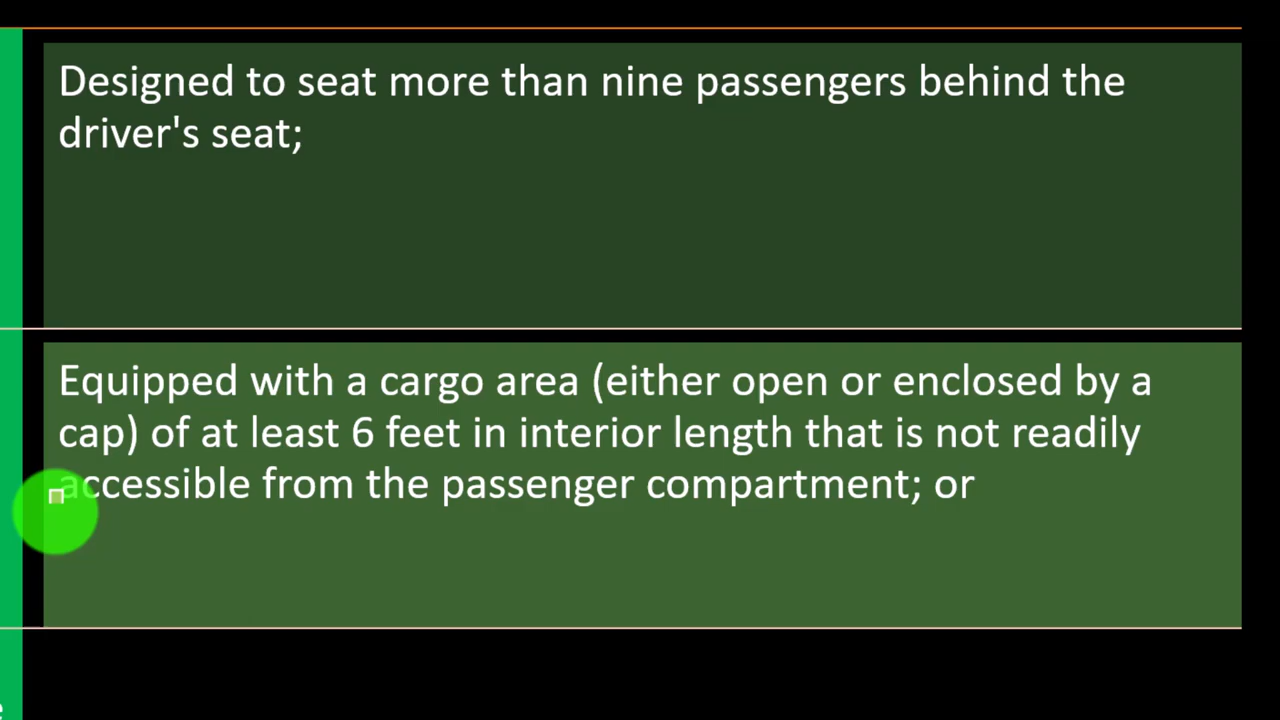 Designed to seat more than nine passengers behind the
driver's seat;
Equipped with a cargo area (either open or enclosed by a
cap) of at least 6 feet in interior length that is not readily
accessible from the passenger compartment; or